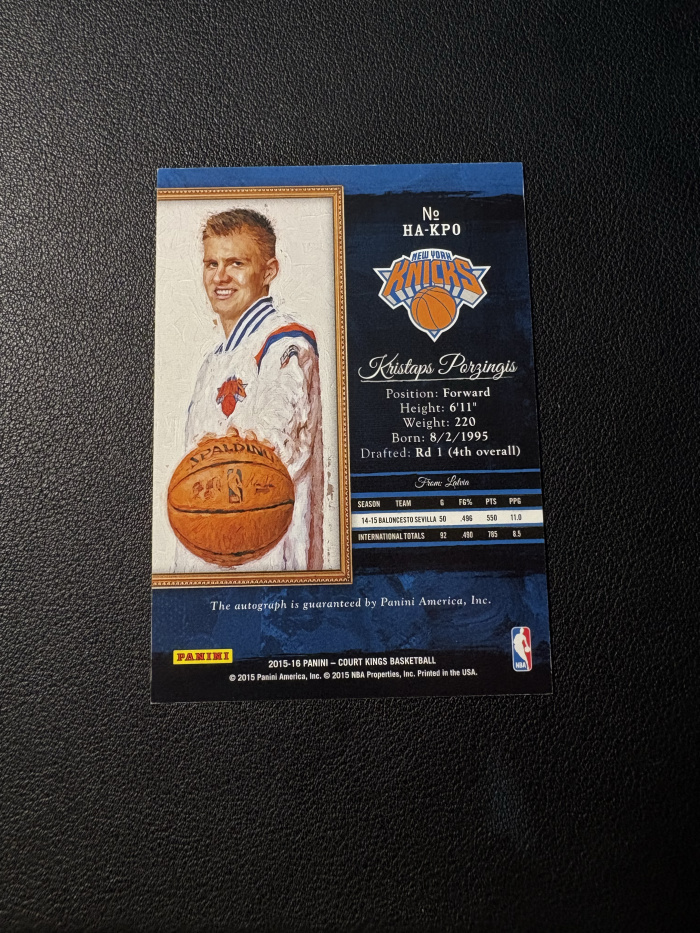 №
HA-KPO
NEW YORK
KNICKS
Kristaps Porzingis
Position: Forward
Height: 6'11"
Weight: 220
Born: 8/2/1995
Drafted: Rd 1 (4th overall)
From: Latvia
SEASON TEAM G FG% PTS PPG
14-15 BALONCESTO SEVILLA 50 .496 550 11.0
INTERNATIONAL TOTALS 92 .490 785 8.5
SPALDING
The autograph is guaranteed by Panini America, Inc.
PANINI
2015-16 PANINI – COURT KINGS BASKETBALL
© 2015 Panini America, Inc. © 2015 NBA Properties, Inc. Printed in the USA.
NBA